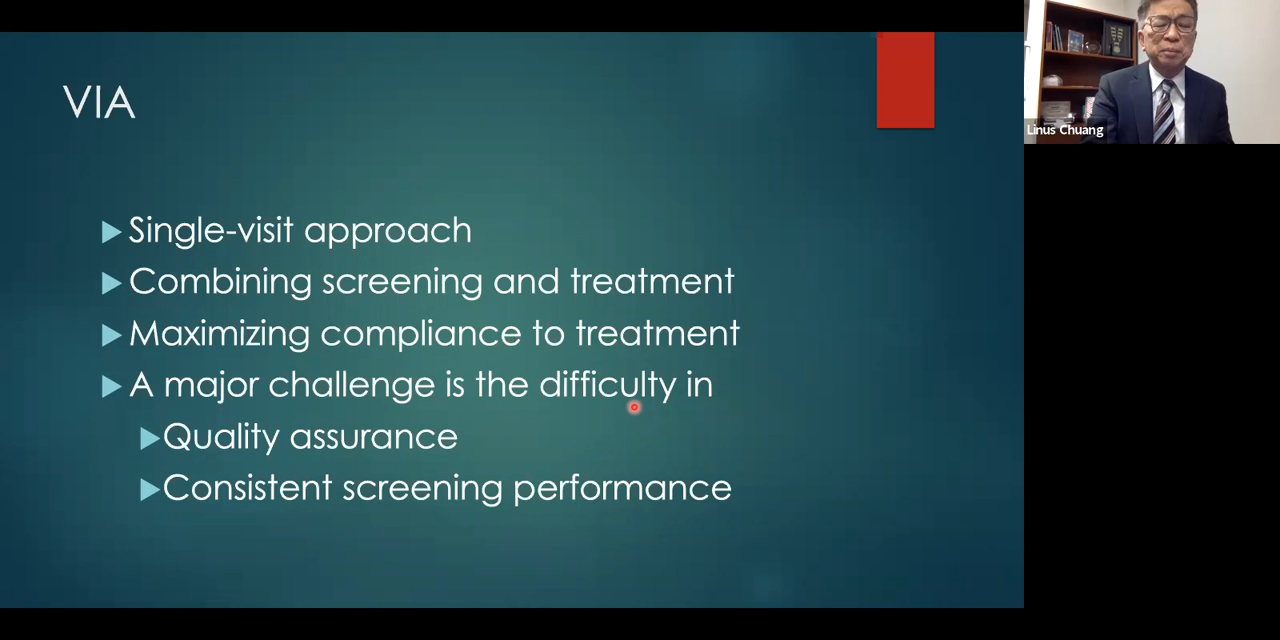 VIA
Single-visit approach
Combining screening and treatment
Maximizing compliance to treatment
A major challenge is the difficulty in
Quality assurance
Consistent screening performance
Linus Chuang